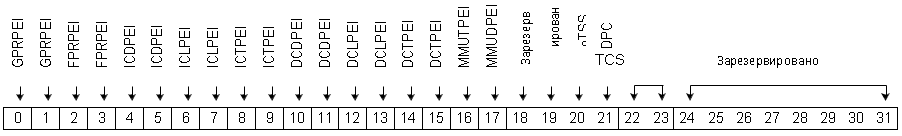 GPRPEI
GPRPEI
FPRPEI
FPRPEI
ICDPEI
ICDPEI
ICLPEI
ICLPEI
ICTPEI
ICTPEI
DCDPEI
DCDPEI
DCLPEI
DCLPEI
DCTPEI
DCTPEI
MMUTPEI
MMUDPEI
Зарезерв
ирован
DPC
TCS
Зарезервировано
0 1 2 3 4 5 6 7 8 9 10 11 12 13 14 15 16 17 18 19 20 21 22 23 24 25 26 27 28 29 30 31